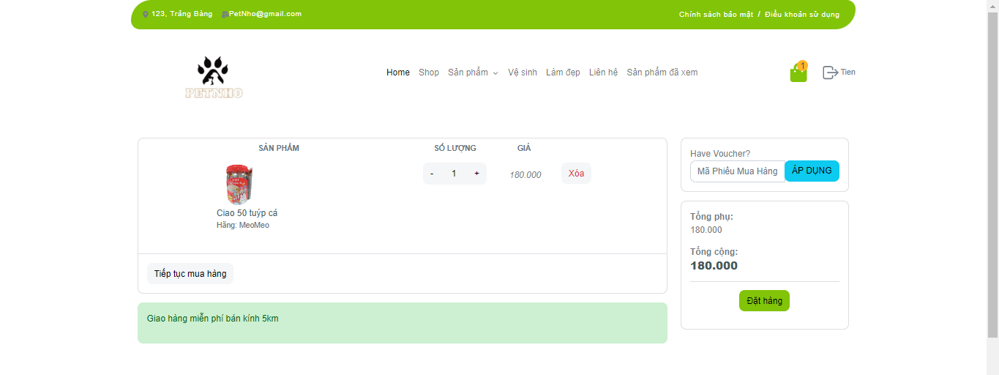 123, Trảng Bàng PetNho@gmail.com Chính sách bảo mật / Điều khoản sử dụng
PETNHO
Home Shop Sản phẩm Vệ sinh Làm đẹp Liên hệ Sản phẩm đã xem 1 Tien
SẢN PHẨM SỐ LƯỢNG GIÁ
- 1 + 180.000 Xóa
Ciao 50 tuýp cá
Hãng: MeoMeo
Tiếp tục mua hàng
Giao hàng miễn phí bán kính 5km
Have Voucher?
Mã Phiếu Mua Hàng ÁP DỤNG
Tổng phụ:
180.000
Tổng cộng:
180.000
Đặt hàng